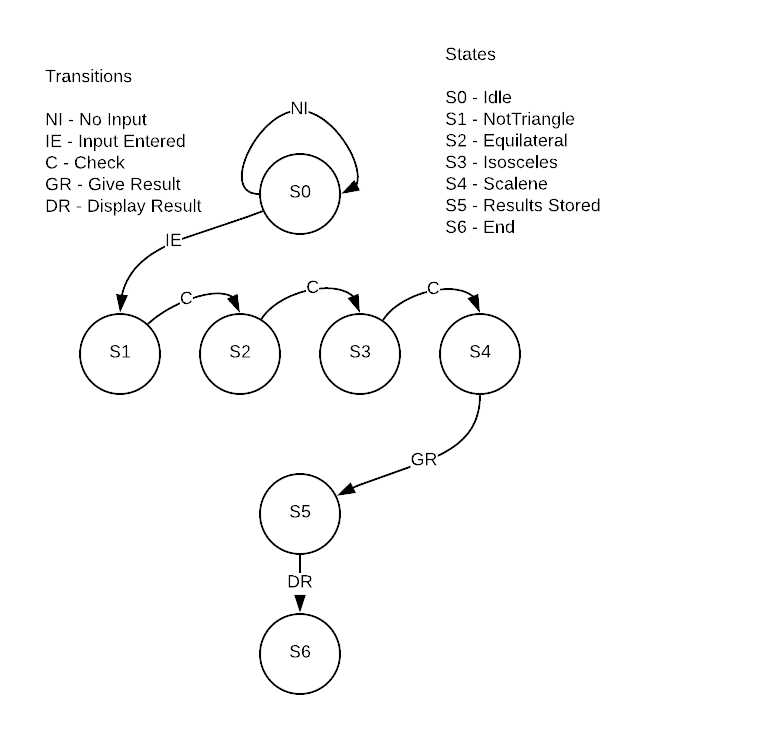 States
Transitions
S0 - Idle
NI - No Input
IE - Input Entered
C - Check
GR - Give Result
DR - Display Result
S1 - NotTriangle
S2 - Equilateral
S3 - Isosceles
S4 - Scalene
S5 - Results Stored
S6 - End
NI
S0
IE
C
C
C
S1
S2
S3
S4
GR
S5
DR
S6